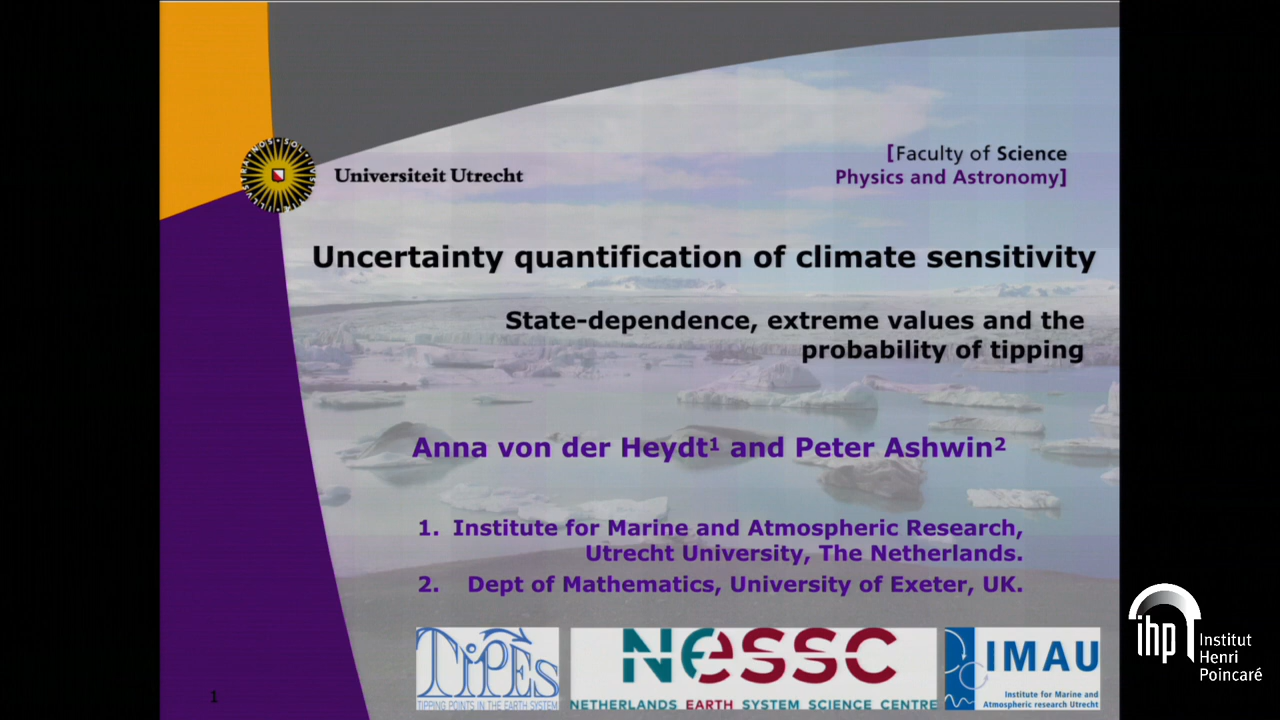 Universiteit Utrecht
[Faculty of Science
Physics and Astronomy]
Uncertainty quantification of climate sensitivity
State-dependence, extreme values and the
probability of tipping
Anna von der Heydt1 and Peter Ashwin2
1. Institute for Marine and Atmospheric Research,
Utrecht University, The Netherlands.
2. Dept of Mathematics, University of Exeter, UK.
TiPES
TIPPING POINTS IN THE EARTH SYSTEM
NESSC
NETHERLANDS EARTH SYSTEM SCIENCE CENTRE
IMAU
Institute for Marine and
Atmospheric research Utrecht
1
ihp
Institut
Henri
Poincaré